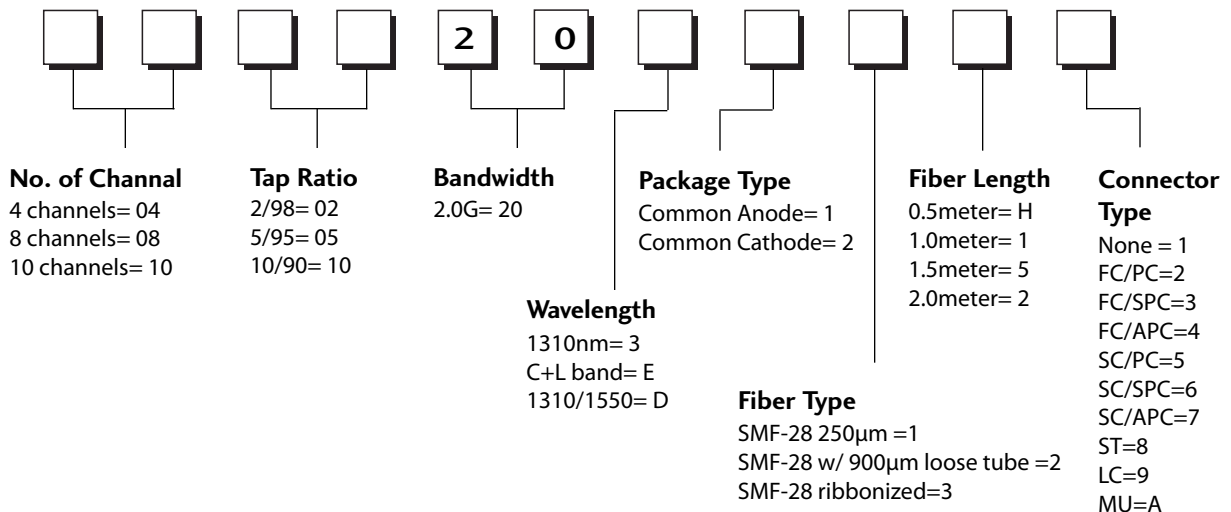 2 0
No. of Channal
4 channels= 04
8 channels= 08
10 channels= 10
Tap Ratio
2/98= 02
5/95= 05
10/90= 10
Bandwidth
2.0G= 20
Wavelength
1310nm= 3
C+L band= E
1310/1550= D
Package Type
Common Anode= 1
Common Cathode= 2
Fiber Type
SMF-28 250µm =1
SMF-28 w/ 900µm loose tube =2
SMF-28 ribbonized=3
Fiber Length
0.5meter= H
1.0meter= 1
1.5meter= 5
2.0meter= 2
Connector
Type
None = 1
FC/PC=2
FC/SPC=3
FC/APC=4
SC/PC=5
SC/SPC=6
SC/APC=7
ST=8
LC=9
MU=A